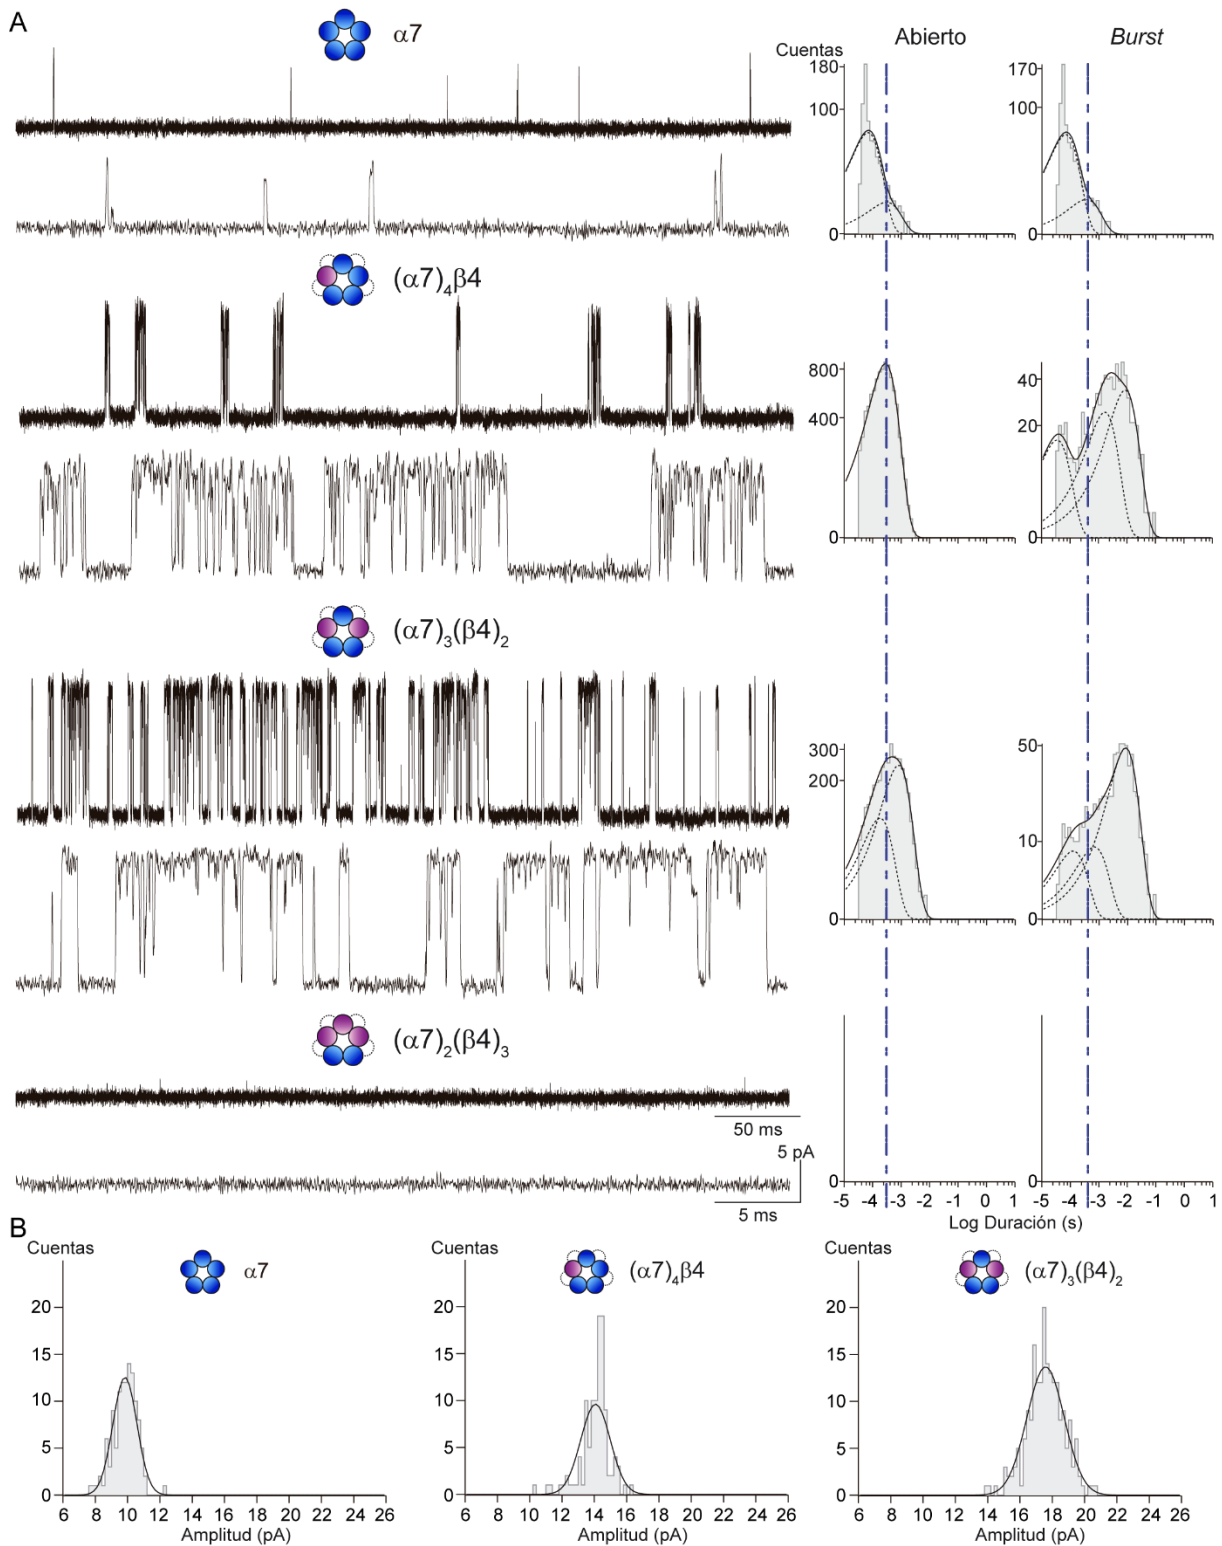 A
α7
Cuentas
Abierto
Burst
180
100
0
170
100
0
(α7)₄β4
800
400
0
40
20
0
(α7)₃(β4)₂
300
200
0
50
10
0
(α7)₂(β4)₃
50 ms
5 pA
5 ms
0
0
-5 -4 -3 -2 -1 0 1
-5 -4 -3 -2 -1 0 1
Log Duración (s)
B
Cuentas
α7
20
15
10
5
0
6 8 10 12 14 16 18 20 22 24 26
Amplitud (pA)
Cuentas
(α7)₄β4
20
15
10
5
0
6 8 10 12 14 16 18 20 22 24 26
Amplitud (pA)
Cuentas
(α7)₃(β4)₂
20
15
10
5
0
6 8 10 12 14 16 18 20 22 24 26
Amplitud (pA)